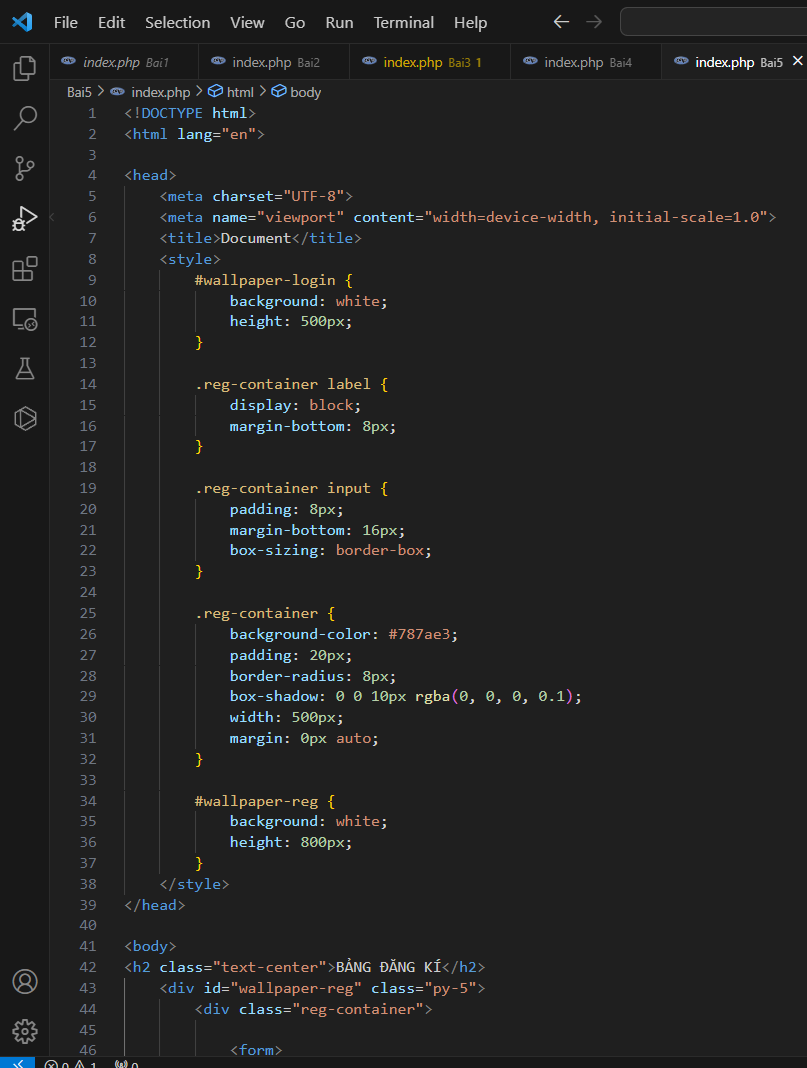 File Edit Selection View Go Run Terminal Help
index.php Bai1 index.php Bai2 index.php Bai3 1 index.php Bai4 index.php Bai5
Bai5 > index.php > html > body
1 <!DOCTYPE html>
2 <html lang="en">
3
4 <head>
5 <meta charset="UTF-8">
6 <meta name="viewport" content="width=device-width, initial-scale=1.0">
7 <title>Document</title>
8 <style>
9 #wallpaper-login {
10 background: white;
11 height: 500px;
12 }
13
14 .reg-container label {
15 display: block;
16 margin-bottom: 8px;
17 }
18
19 .reg-container input {
20 padding: 8px;
21 margin-bottom: 16px;
22 box-sizing: border-box;
23 }
24
25 .reg-container {
26 background-color: #787ae3;
27 padding: 20px;
28 border-radius: 8px;
29 box-shadow: 0 0 10px rgba(0, 0, 0, 0.1);
30 width: 500px;
31 margin: 0px auto;
32 }
33
34 #wallpaper-reg {
35 background: white;
36 height: 800px;
37 }
38 </style>
39 </head>
40
41 <body>
42 <h2 class="text-center">BẢNG ĐĂNG KÍ</h2>
43 <div id="wallpaper-reg" class="py-5">
44 <div class="reg-container">
45
46 <form>
0 1 0